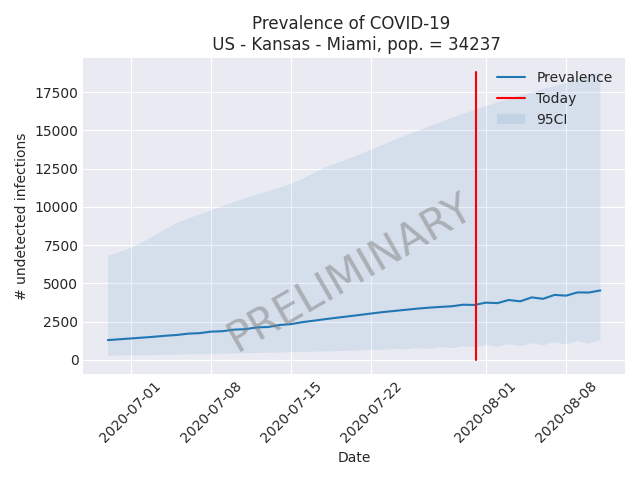 Prevalence of COVID-19
US - Kansas - Miami, pop. = 34237
Prevalence
Today
95CI
17500
15000
12500
10000
7500
5000
2500
0
# undetected infections
PRELIMINARY
2020-07-01
2020-07-08
2020-07-15
2020-07-22
2020-08-01
2020-08-08
Date